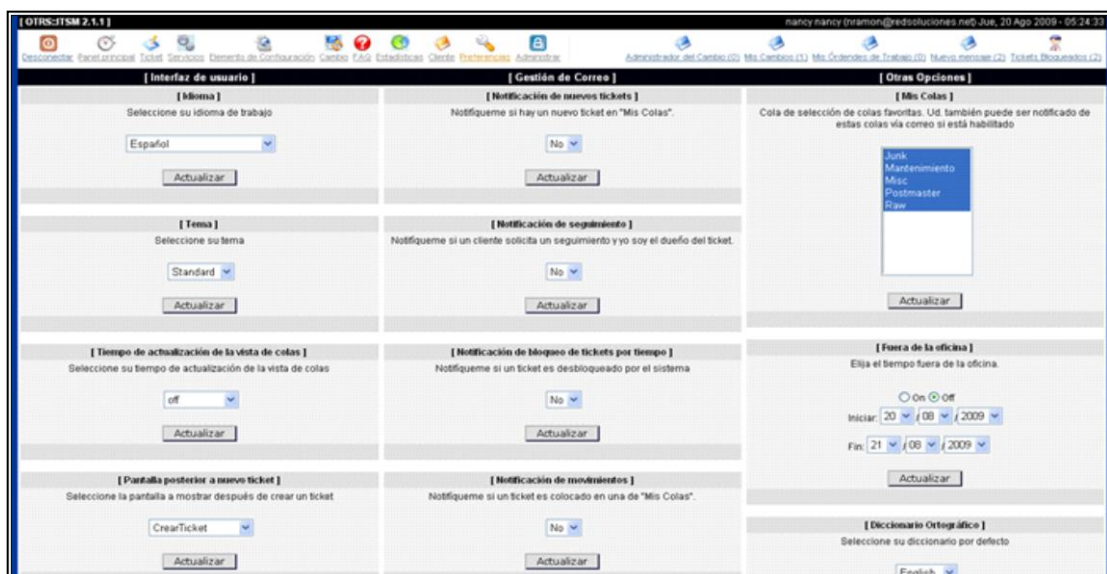 [ OTRS::ITSM 2.1.1 ]
nancy nancy (nramon@redsoluciones.net) Jue, 20 Ago 2009 - 05:24:33
Desconectar Panel principal Ticket Servicios Elemento de Configuración Cambio FAQ Estadísticas Cliente Preferencias Administrar
Administrador del Cambio (0) Mis Cambios (1) Mis Órdendes de Trabajo (0) Nuevo mensaje (2) Tickets Bloqueados (2)
[ Interfaz de usuario ]
[ Idioma ]
Seleccione su idioma de trabajo
Español
Actualizar
[ Tema ]
Seleccione su tema
Standard
Actualizar
[ Tiempo de actualización de la vista de colas ]
Seleccione su tiempo de actualización de la vista de colas
off
Actualizar
[ Pantalla posterior a nuevo ticket ]
Seleccione la pantalla a mostrar después de crear un ticket
CrearTicket
Actualizar
[ Gestión de Correo ]
[ Notificación de nuevos tickets ]
Notifíqueme si hay un nuevo ticket en "Mis Colas".
No
Actualizar
[ Notificación de seguimiento ]
Notifíqueme si un cliente solicita un seguimiento y yo soy el dueño del ticket.
No
Actualizar
[ Notificación de bloqueo de tickets por tiempo ]
Notifíqueme si un ticket es desbloqueado por el sistema
No
Actualizar
[ Notificación de movimientos ]
Notifíqueme si un ticket es colocado en una de "Mis Colas".
No
Actualizar
[ Otras Opciones ]
[ Mis Colas ]
Cola de selección de colas favoritas. Ud. también puede ser notificado de
estas colas vía correo si está habilitado
Junk
Mantenimiento
Misc
Postmaster
Raw
Actualizar
[ Fuera de la oficina ]
Elija el tiempo fuera de la oficina.
On Off
Iniciar: 20 / 08 / 2009
Fin: 21 / 08 / 2009
Actualizar
[ Diccionario Ortográfico ]
Seleccione su diccionario por defecto
English